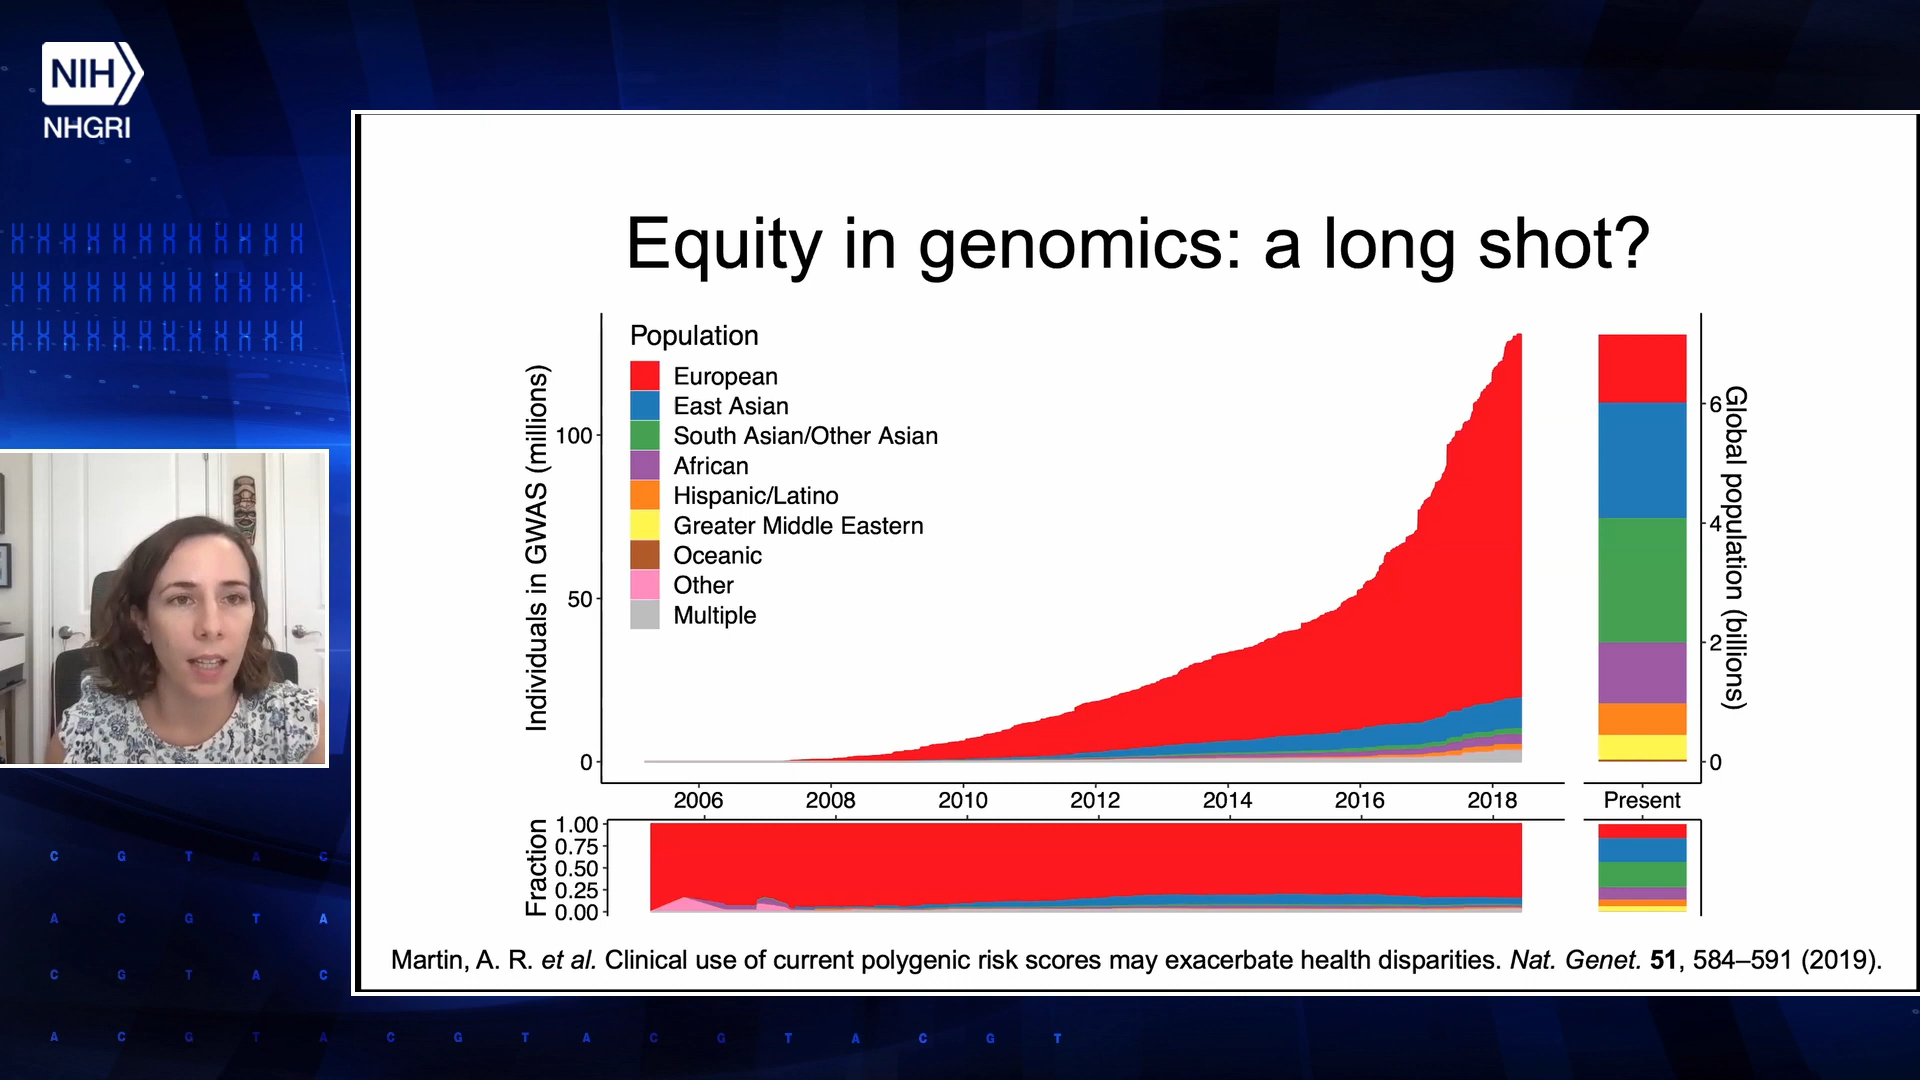 NIH
NHGRI
Equity in genomics: a long shot?
Population
European
East Asian
South Asian/Other Asian
African
Hispanic/Latino
Greater Middle Eastern
Oceanic
Other
Multiple
Individuals in GWAS (millions)
100
50
0
2006 2008 2010 2012 2014 2016 2018
Present
6
4
2
0
Global population (billions)
Fraction
1.00
0.75
0.50
0.25
0.00
Martin, A. R. et al. Clinical use of current polygenic risk scores may exacerbate health disparities. Nat. Genet. 51, 584–591 (2019).
C G T A C
A C G T A
C G T A C
A C G T A C G T A C G T A C G T